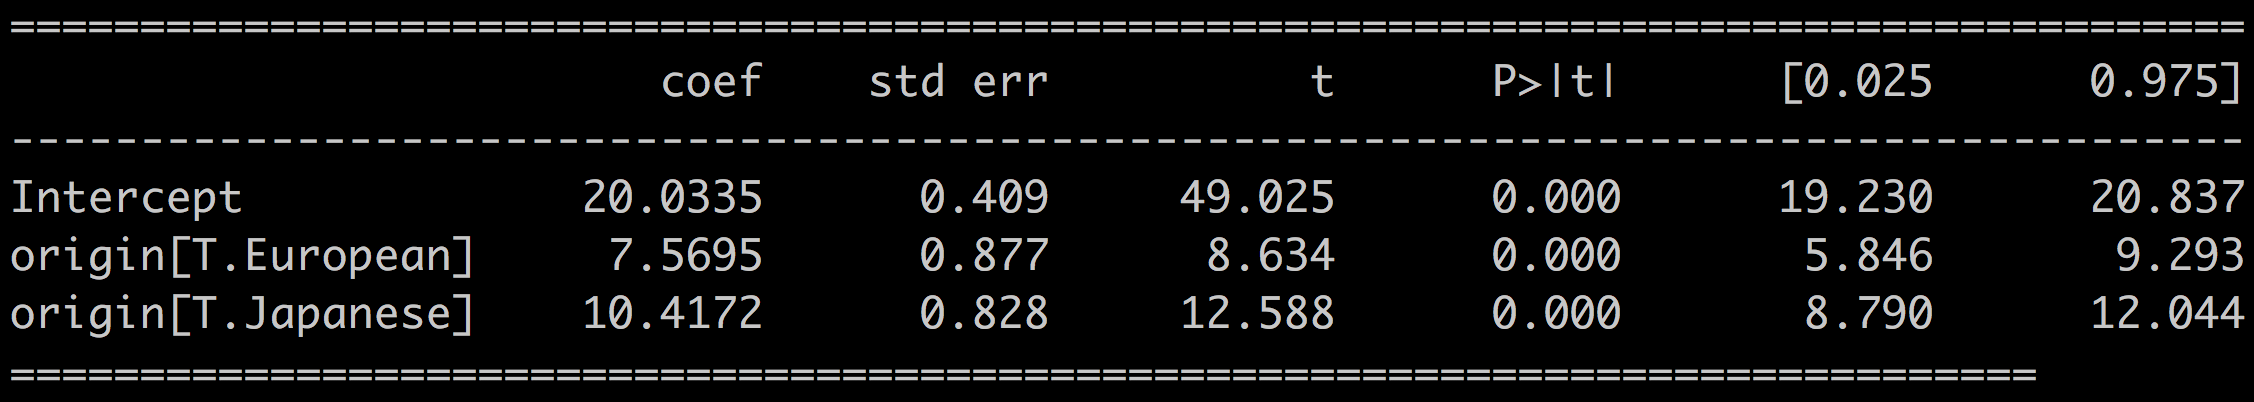 ======================================================================================
                         coef    std err          t      P>|t|      [0.025      0.975]
--------------------------------------------------------------------------------------
Intercept             20.0335      0.409     49.025      0.000      19.230      20.837
origin[T.European]     7.5695      0.877      8.634      0.000       5.846       9.293
origin[T.Japanese]    10.4172      0.828     12.588      0.000       8.790      12.044
==============================================================================